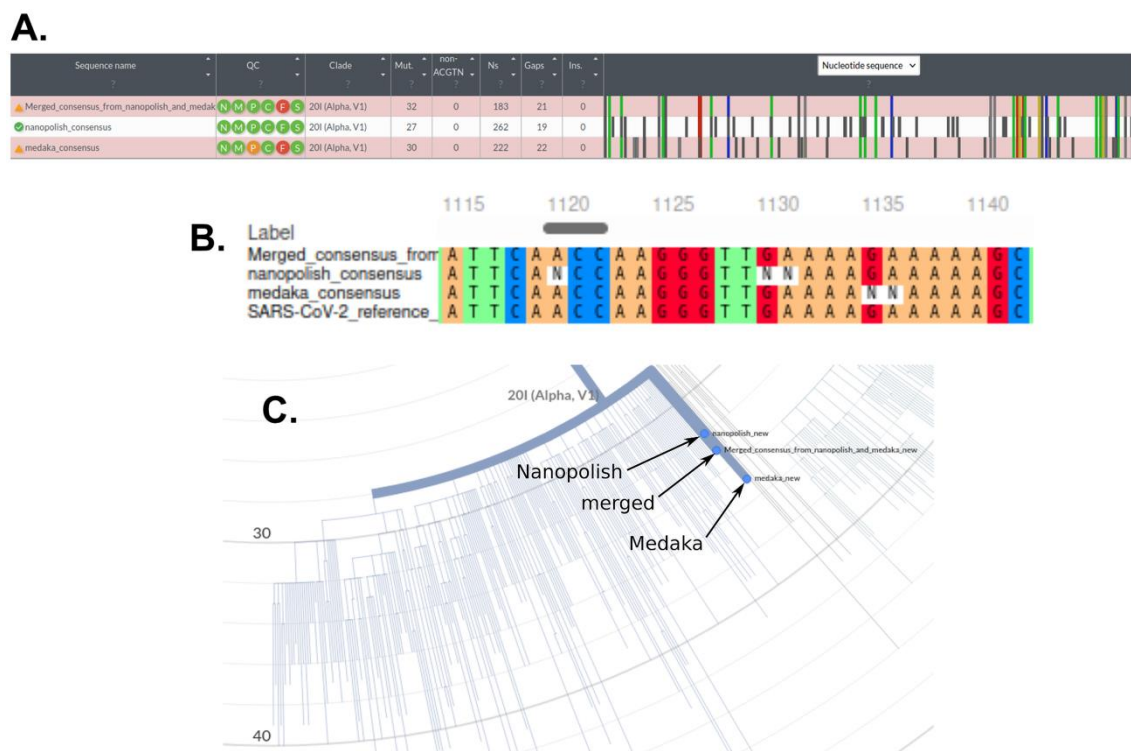 A.
Sequence name QC Clade Mut. non-ACGTN Ns Gaps Ins. Nucleotide sequence
? ? ? ? ? ? ? ? ?
Merged_consensus_from_nanopolish_and_medak N M P C F S 20I (Alpha, V1) 32 0 183 21 0
nanopolish_consensus N M P C F S 20I (Alpha, V1) 27 0 262 19 0
medaka_consensus N M P C F S 20I (Alpha, V1) 30 0 222 22 0
1115 1120 1125 1130 1135 1140
B.
Label
Merged_consensus_from A T T C A A C C A A G G G T T G A A A A G A A A A A G C
nanopolish_consensus A T T C A N C C A A G G G T T N N A A A G A A A A A G C
medaka_consensus A T T C A A C C A A G G G T T G A A A A N N A A A A G C
SARS-CoV-2_reference_ A T T C A A C C A A G G G T T G A A A A G A A A A A G C
C.
20I (Alpha, V1)
nanopolish_new
Merged_consensus_from_nanopolish_and_medaka_new
medaka_new
Nanopolish
merged
Medaka
30
40